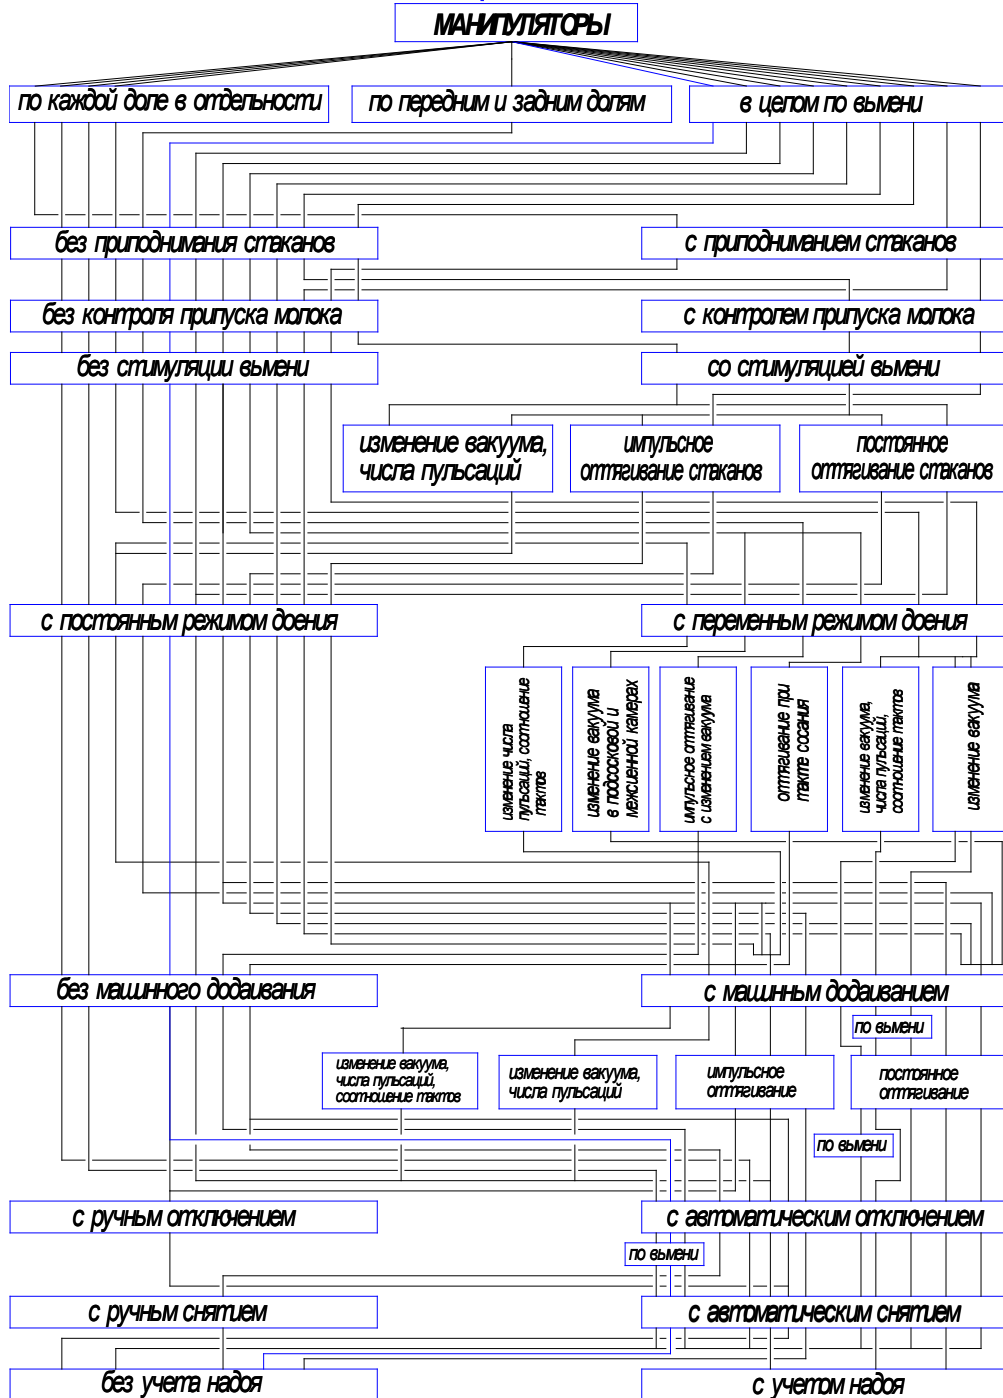 МАНИПУЛЯТОРЫ
по каждой доле в отдельности
по передним и задним долям
в целом по вымени
без приподнимания стаканов
с приподниманием стаканов
без контроля припуска молока
с контролем припуска молока
без стимуляции вымени
со стимуляцией вымени
изменение вакуума,
числа пульсаций
импульсное
оттягивание стаканов
постоянное
оттягивание стаканов
с постоянным режимом доения
с переменным режимом доения
изменение числа
пульсаций, соотношение
тактов
изменение вакуума
в подсосковой и
межстенной камерах
импульсное оттягивание
с изменением вакуума
оттягивание при
такте сосания
изменение вакуума,
числа пульсаций,
соотношение тактов
изменение вакуума
без машинного додаивания
с машинным додаиванием
по вымени
изменение вакуума,
числа пульсаций,
соотношение тактов
изменение вакуума,
числа пульсаций
импульсное
оттягивание
постоянное
оттягивание
по вымени
с ручным отключением
с автоматическим отключением
по вымени
с ручным снятием
с автоматическим снятием
без учета надоя
с учетом надоя